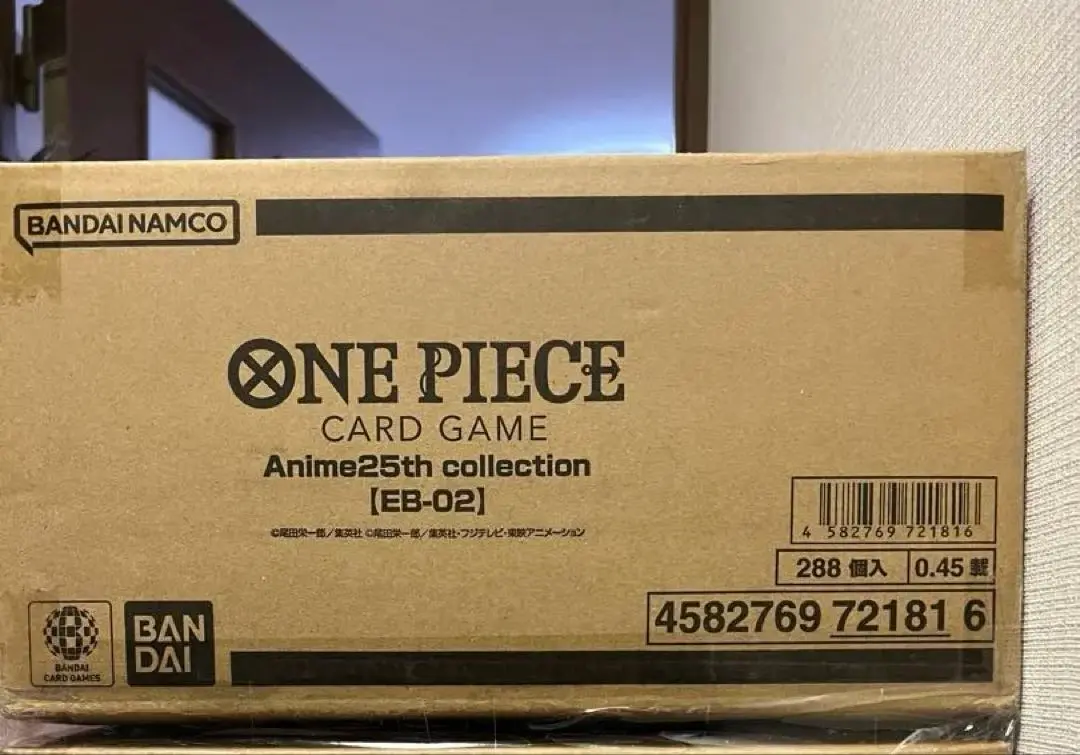 BANDAI NAMCO
ONE PIECE
CARD GAME
Anime25th collection
【EB-02】
©尾田栄一郎/集英社 ©尾田栄一郎/集英社・フジテレビ・東映アニメーション
4 582769 721816
288 個入 0.45 載
4582769 72181 6
BANDAI
CARD GAMES
BAN
DAI